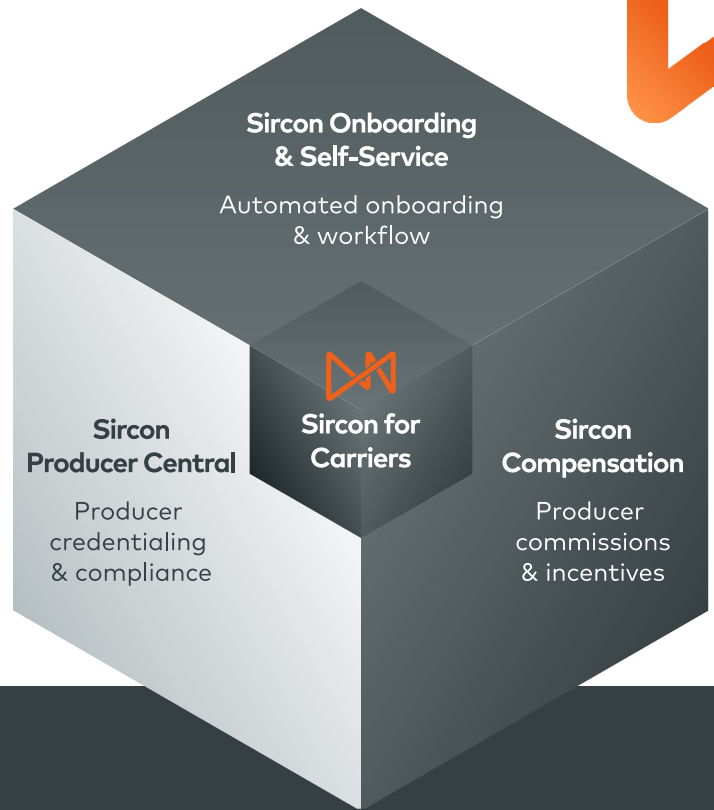 Sircon Onboarding
& Self-Service
Automated onboarding
& workflow
Sircon for
Carriers
Sircon
Producer Central
Producer
credentialing
& compliance
Sircon
Compensation
Producer
commissions
& incentives